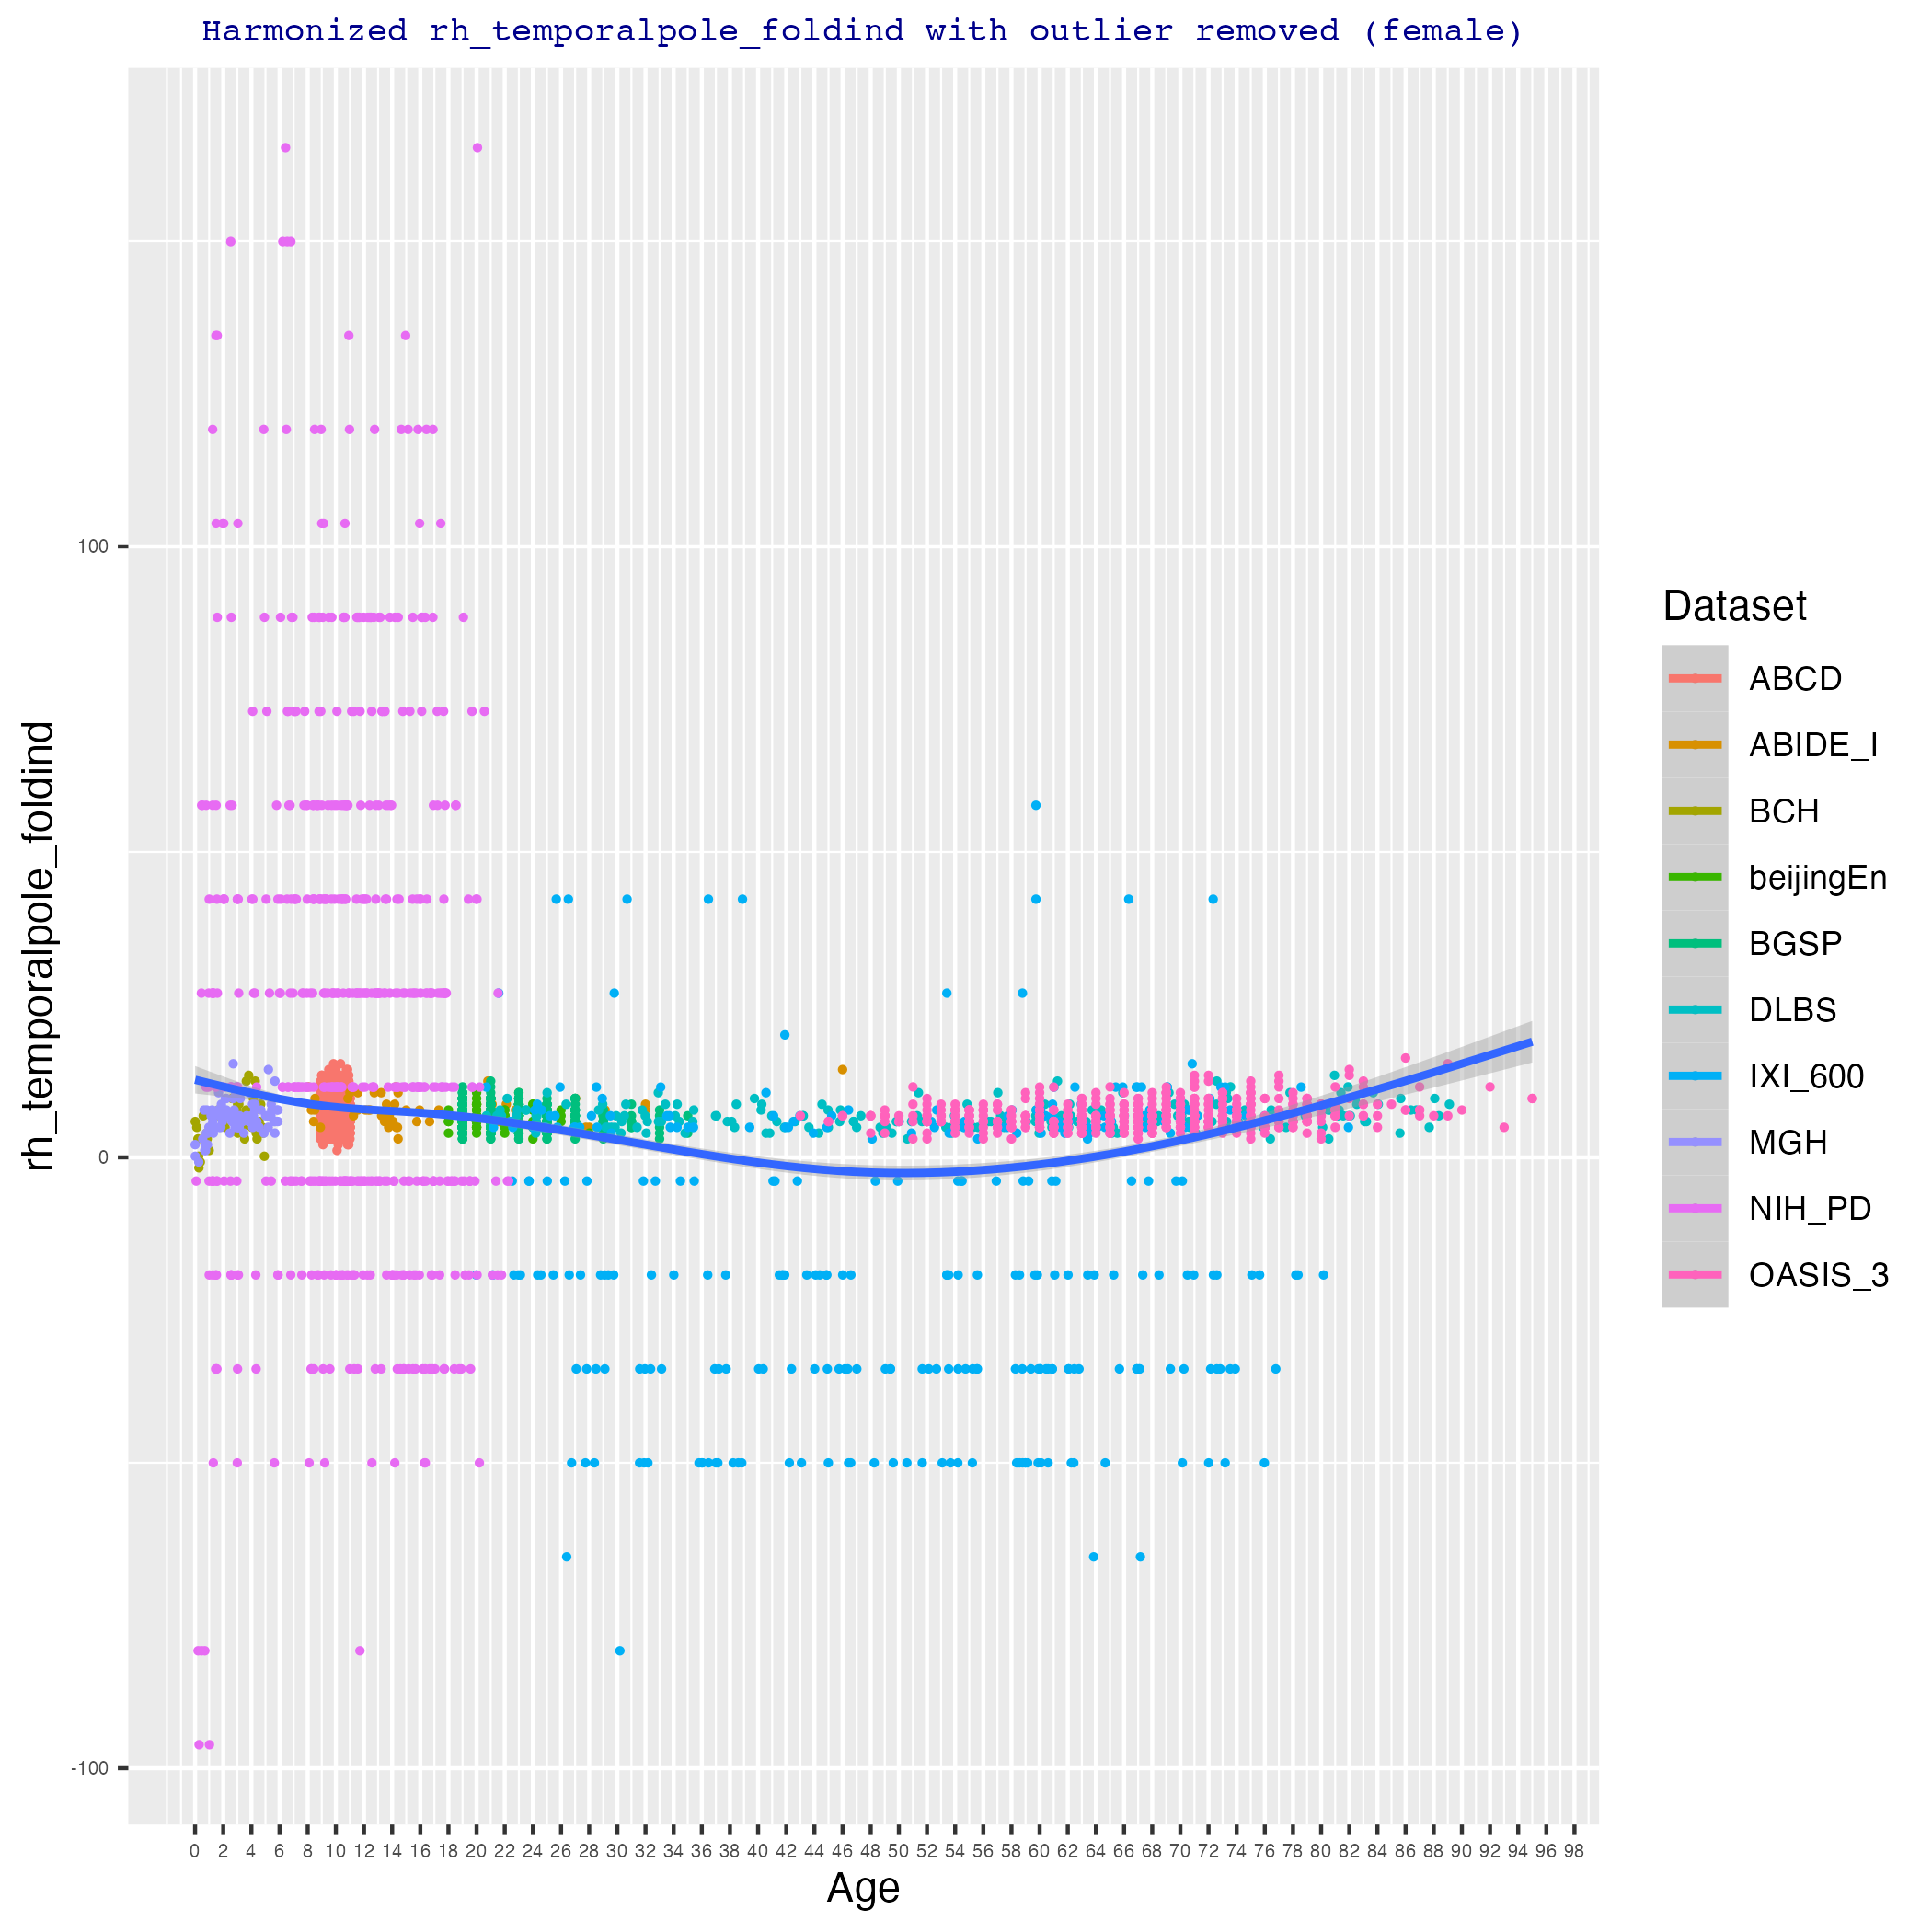 Harmonized rh_temporalpole_foldind with outlier removed (female)
rh_temporalpole_foldind
100
0
-100
0 2 4 6 8 10 12 14 16 18 20 22 24 26 28 30 32 34 36 38 40 42 44 46 48 50 52 54 56 58 60 62 64 66 68 70 72 74 76 78 80 82 84 86 88 90 92 94 96 98
Age
Dataset
ABCD
ABIDE_I
BCH
beijingEn
BGSP
DLBS
IXI_600
MGH
NIH_PD
OASIS_3